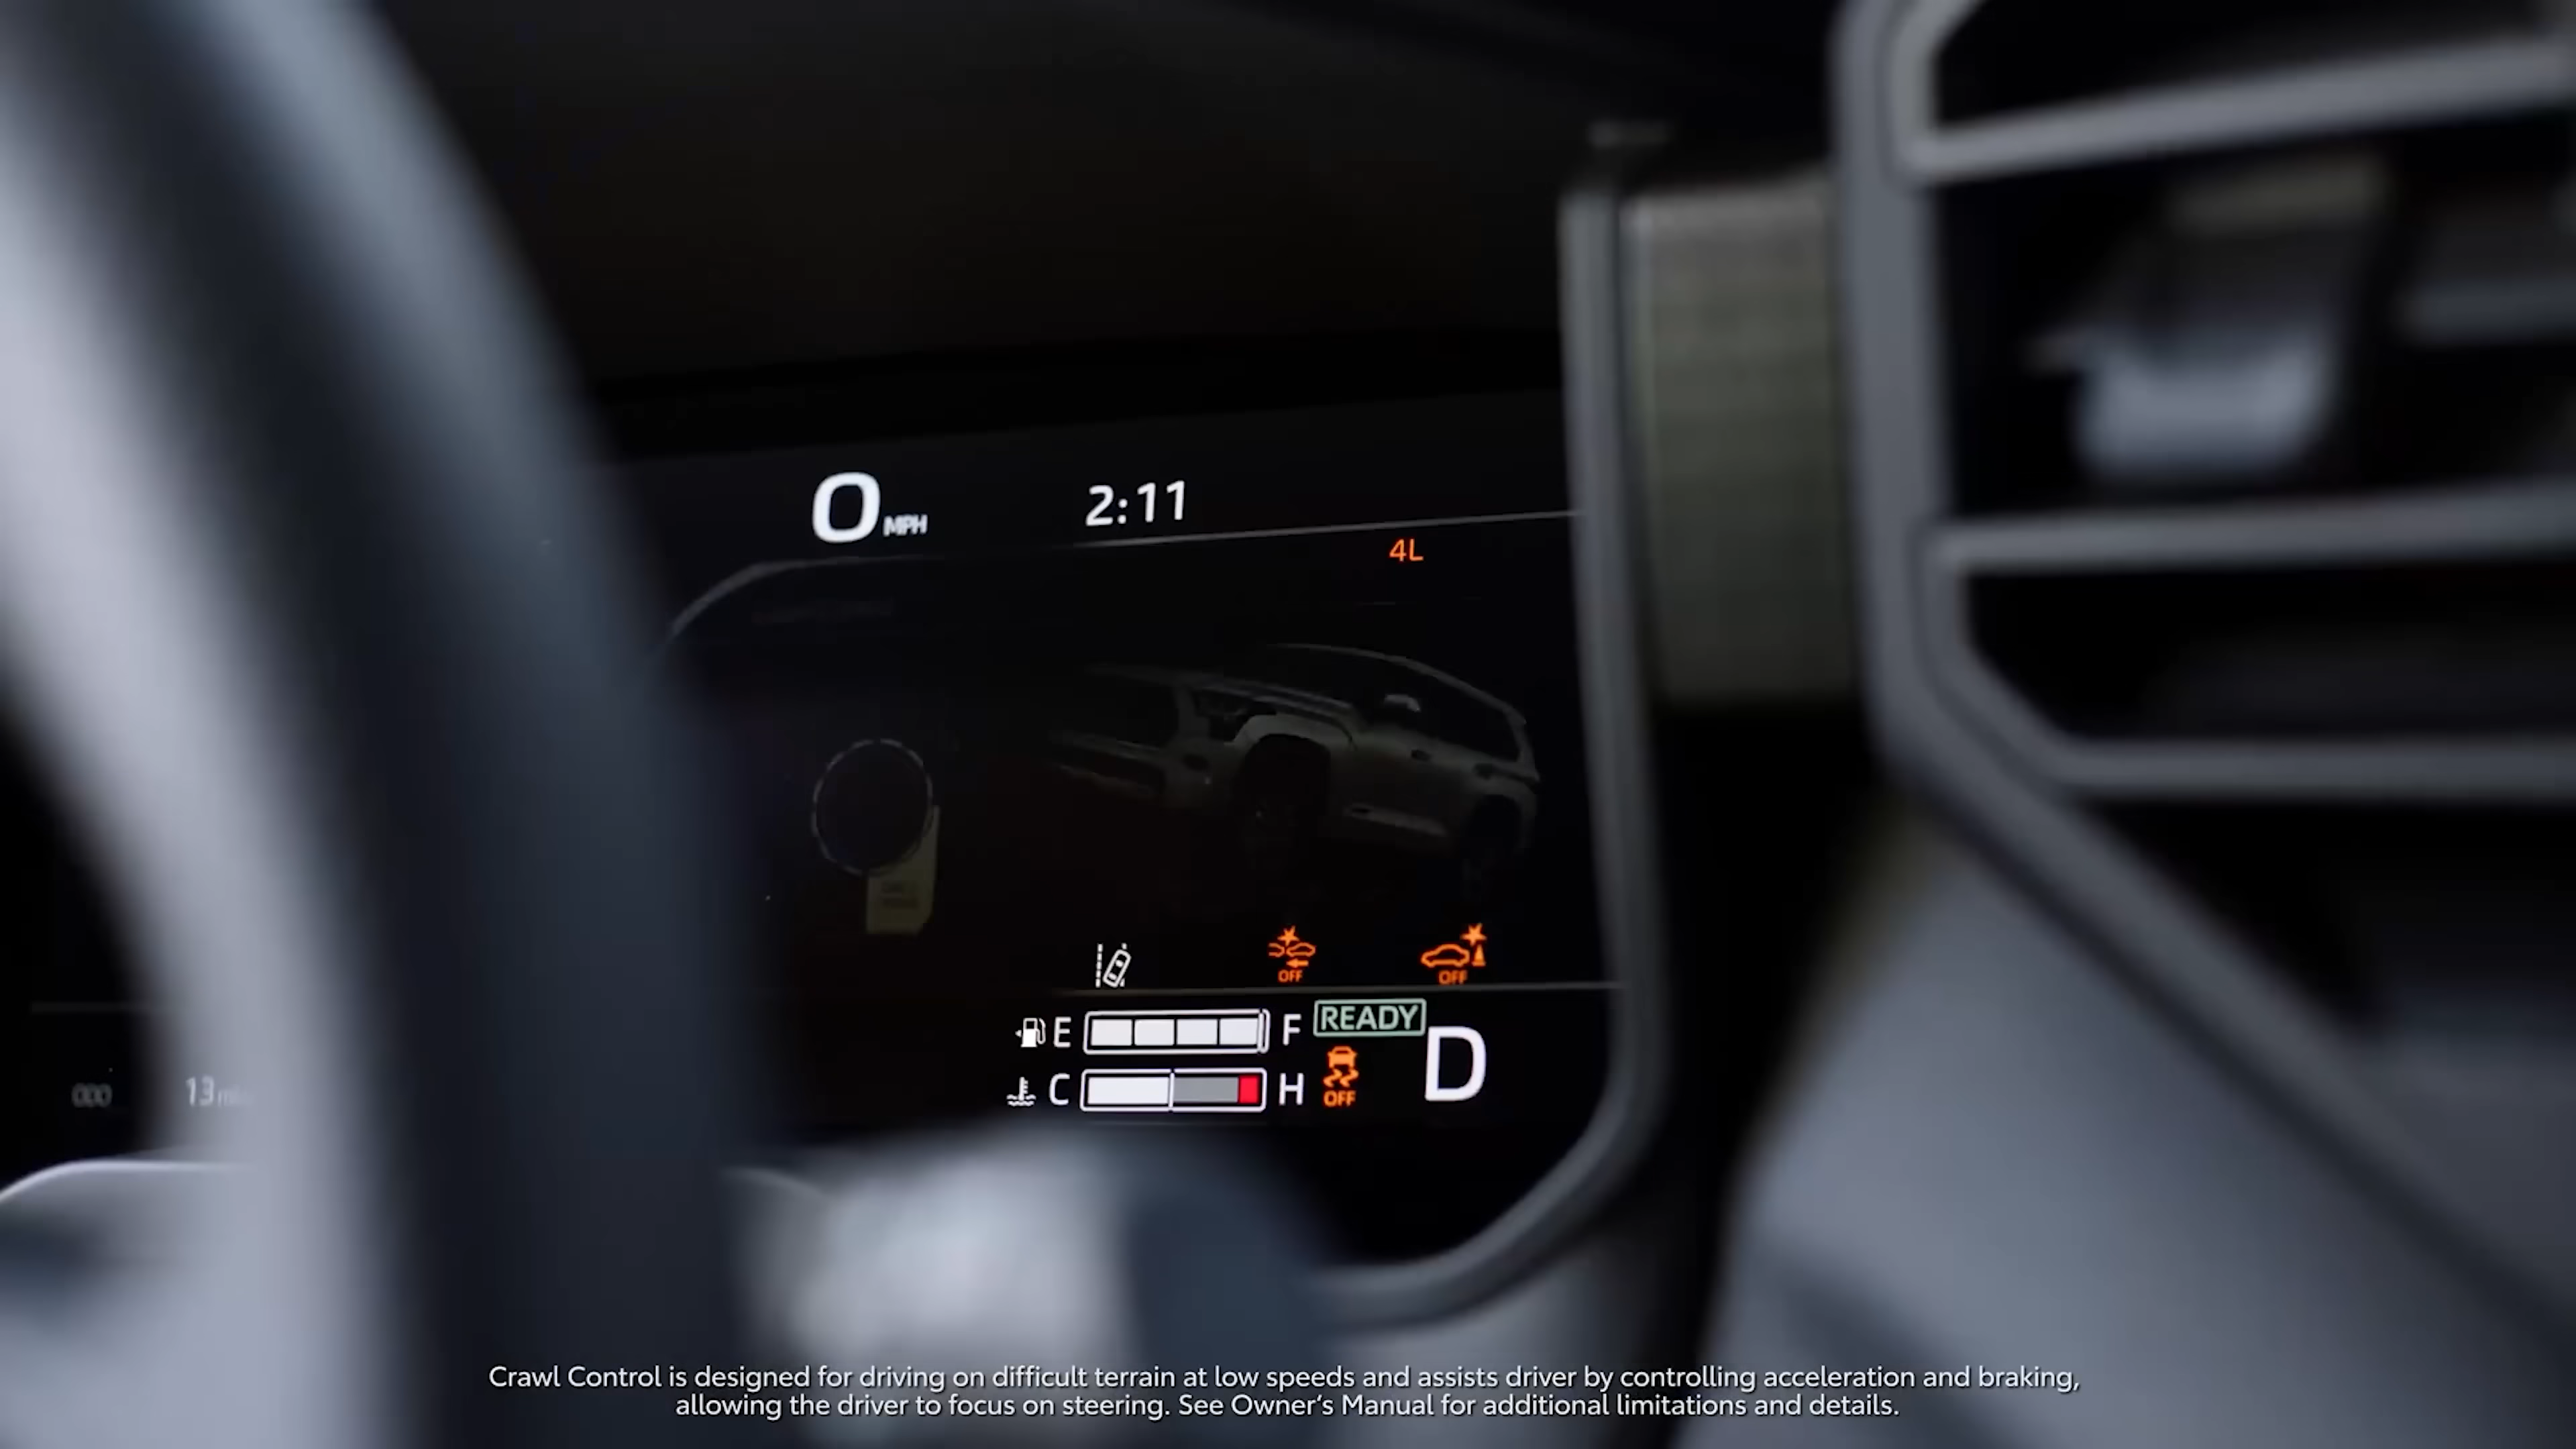 0 MPH 2:11
4L
OFF OFF
E F READY
C H OFF D
000 13
Crawl Control is designed for driving on difficult terrain at low speeds and assists driver by controlling acceleration and braking,
allowing the driver to focus on steering. See Owner's Manual for additional limitations and details.